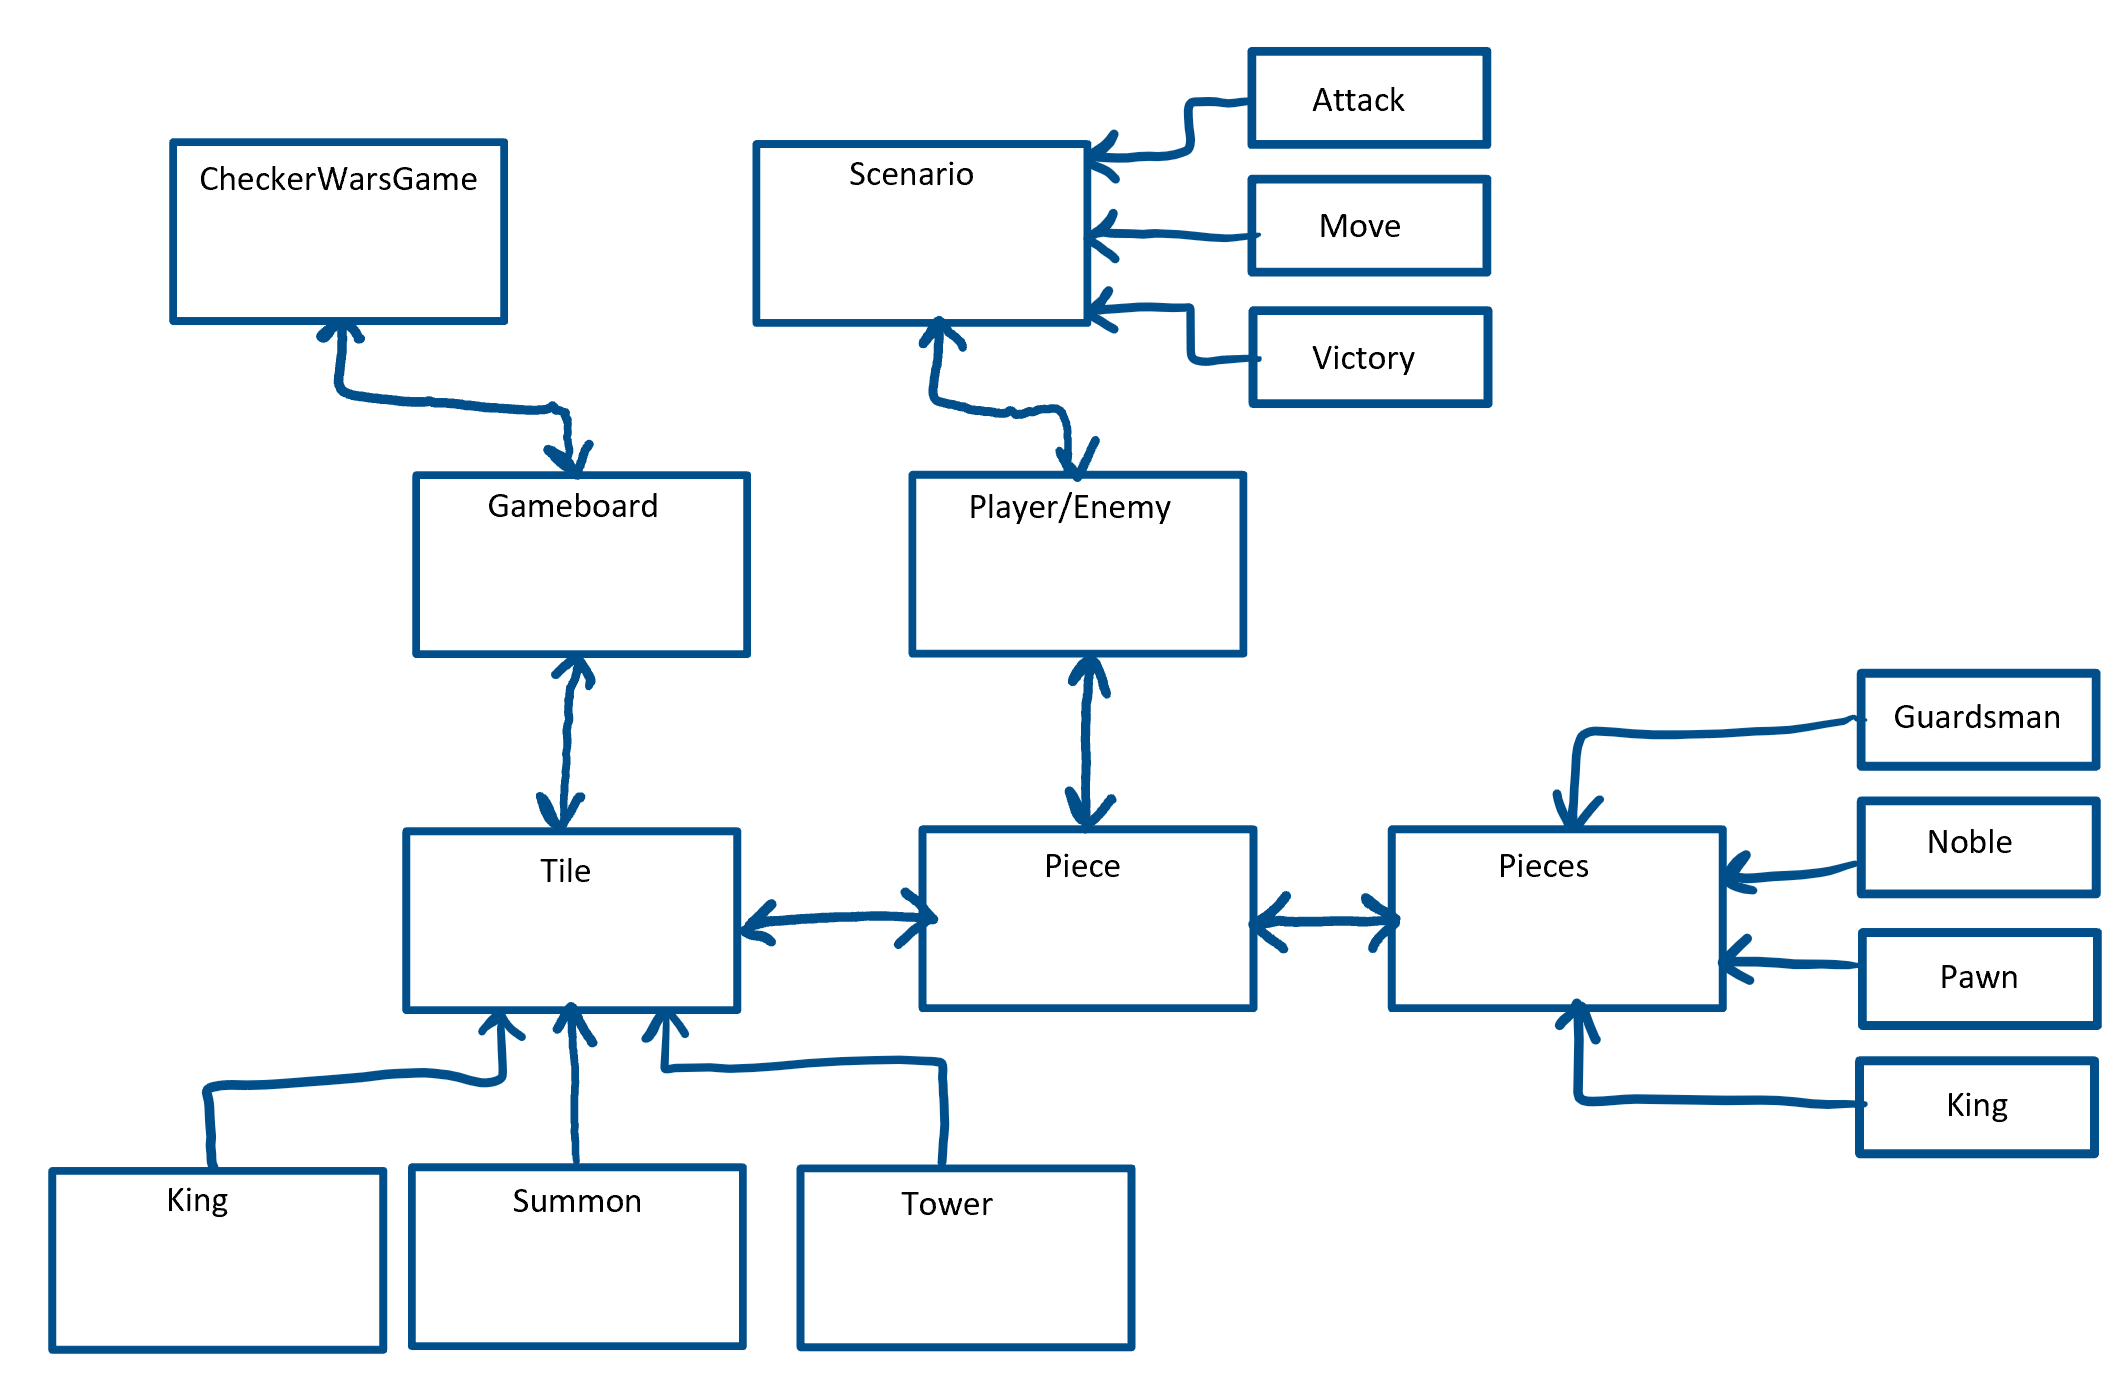 Attack
CheckerWarsGame
Scenario
Move
Victory
Gameboard
Player/Enemy
Guardsman
Noble
Tile
Piece
Pieces
Pawn
King
King
Summon
Tower